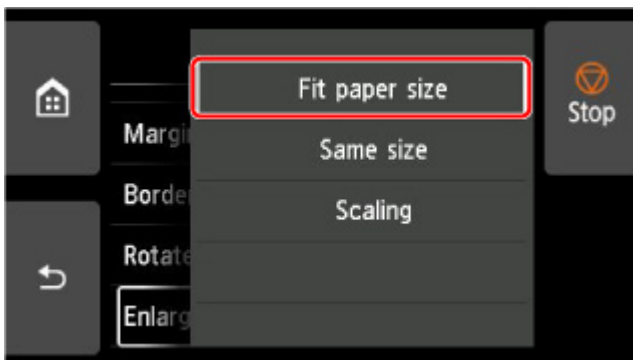 Fit paper size
Stop
Margi
Same size
Borde
Scaling
Rotate
Enlarg